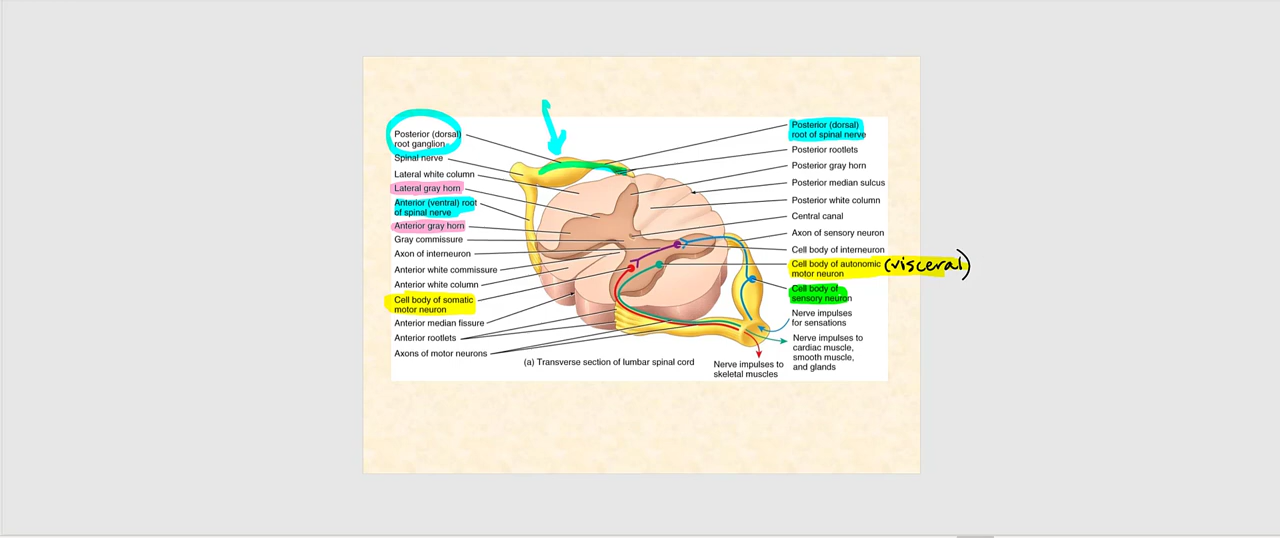 Posterior (dorsal)
root ganglion
Spinal nerve
Lateral white column
Lateral gray horn
Anterior (ventral) root
of spinal nerve
Anterior gray horn
Gray commissure
Axon of interneuron
Anterior white commissure
Anterior white column
Cell body of somatic
motor neuron
Anterior median fissure
Anterior rootlets
Axons of motor neurons
Posterior (dorsal)
root of spinal nerve
Posterior rootlets
Posterior gray horn
Posterior median sulcus
Posterior white column
Central canal
Axon of sensory neuron
Cell body of interneuron
Cell body of autonomic (visceral)
motor neuron
Cell body of
sensory neuron
Nerve impulses
for sensations
Nerve impulses to
cardiac muscle,
smooth muscle,
and glands
Nerve impulses to
skeletal muscles
(a) Transverse section of lumbar spinal cord